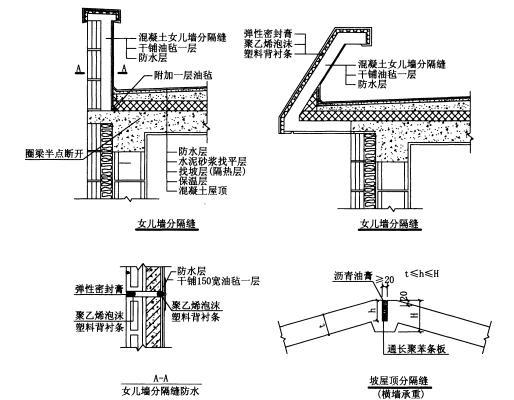 混凝土女儿墙分隔缝
干铺油毡一层
防水层
A
A
附加一层油毡
圈梁半点断开
防水层
水泥砂浆找平层
找坡层(隔热层)
保温层
混凝土屋顶
女儿墙分隔缝
弹性密封膏
聚乙烯泡沫
塑料背衬条
混凝土女儿墙分隔缝
干铺油毡一层
防水层
女儿墙分隔缝
防水层
干铺150宽油毡一层
弹性密封膏
聚乙烯泡沫
塑料背衬条
聚乙烯泡沫
塑料背衬条
A-A
女儿墙分隔缝防水
沥青油膏
≥20
t≤h≤H
20
h
H
t
通长聚苯条板
坡屋顶分隔缝
(横墙承重)